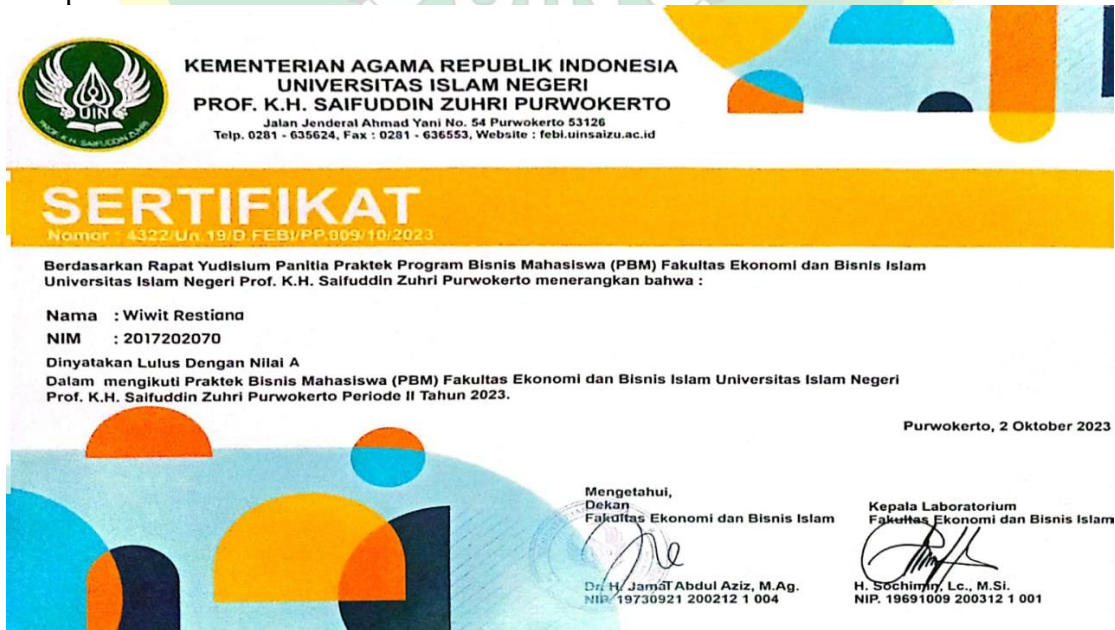 KEMENTERIAN AGAMA REPUBLIK INDONESIA
UNIVERSITAS ISLAM NEGERI
PROF. K.H. SAIFUDDIN ZUHRI PURWOKERTO
Jalan Jenderal Ahmad Yani No. 54 Purwokerto 53126
Telp. 0281 - 635624, Fax : 0281 - 636553, Website : febi.uinsaizu.ac.id
UIN
PROF. K.H. SAIFUDDIN ZUHRI
SERTIFIKAT
Nomor : 4322/Un.19/D.FEBI/PP.009/10/2023
Berdasarkan Rapat Yudisium Panitia Praktek Program Bisnis Mahasiswa (PBM) Fakultas Ekonomi dan Bisnis Islam
Universitas Islam Negeri Prof. K.H. Saifuddin Zuhri Purwokerto menerangkan bahwa :
Nama : Wiwit Restiana
NIM : 2017202070
Dinyatakan Lulus Dengan Nilai A
Dalam mengikuti Praktek Bisnis Mahasiswa (PBM) Fakultas Ekonomi dan Bisnis Islam Universitas Islam Negeri
Prof. K.H. Saifuddin Zuhri Purwokerto Periode II Tahun 2023.
Purwokerto, 2 Oktober 2023
Mengetahui,
Dekan
Fakultas Ekonomi dan Bisnis Islam
Dr. H. Jamal Abdul Aziz, M.Ag.
NIP. 19730921 200212 1 004
Kepala Laboratorium
Fakultas Ekonomi dan Bisnis Islam
H. Sochimin, Lc., M.Si.
NIP. 19691009 200312 1 001